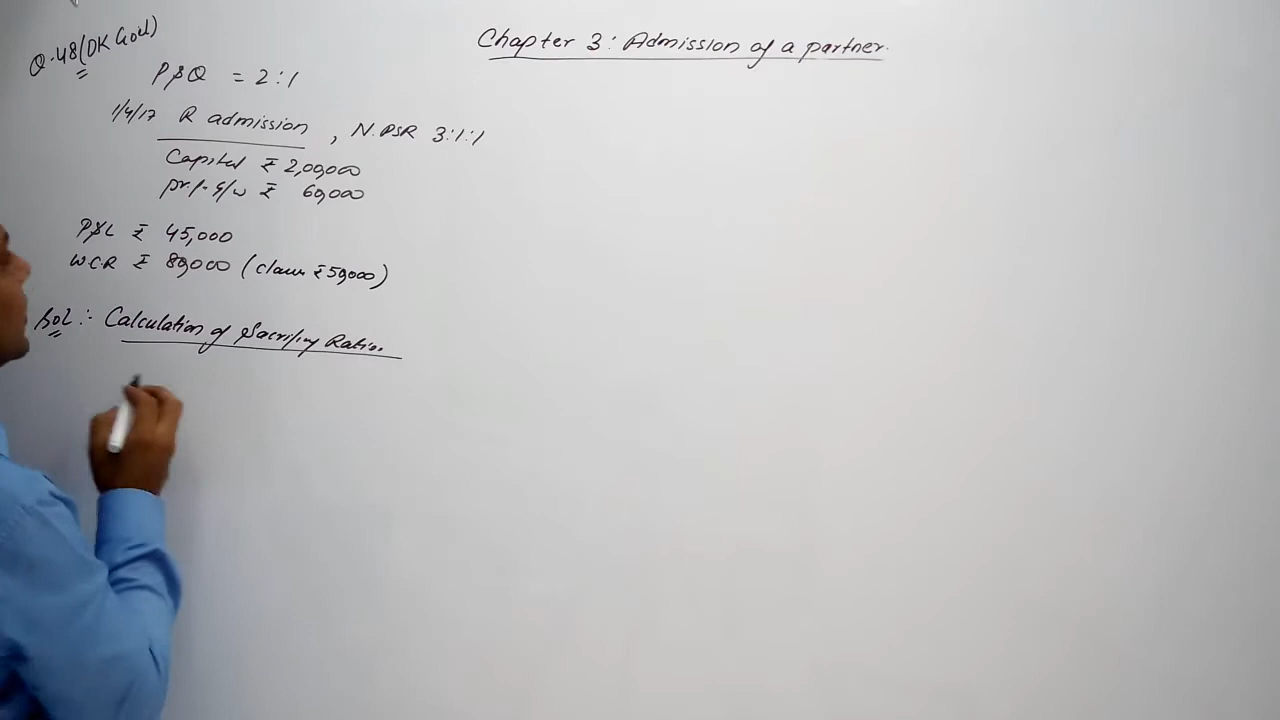 Chapter 3: Admission of a partner.
Q.48 (DK Goel)
P & Q = 2:1
1/4/17 R admission, N.PSR 3:1:1
Capital ₹ 2,00,000
pr/- G/w ₹ 60,000
P&L ₹ 45,000
W.C.R ₹ 80,000 (claim ₹ 50,000)
Sol:- Calculation of Sacrificing Ratio.